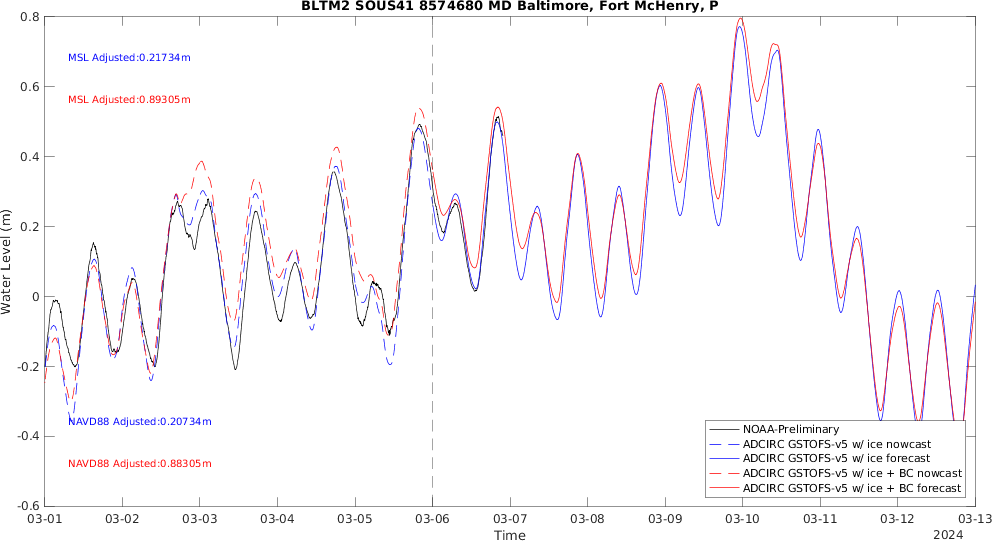 BLTM2 SOUS41 8574680 MD Baltimore, Fort McHenry, P
MSL Adjusted:0.21734m
MSL Adjusted:0.89305m
NAVD88 Adjusted:0.20734m
NAVD88 Adjusted:0.88305m
Water Level (m)
0.8
0.6
0.4
0.2
0
-0.2
-0.4
-0.6
NOAA-Preliminary
ADCIRC GSTOFS-v5 w/ ice nowcast
ADCIRC GSTOFS-v5 w/ ice forecast
ADCIRC GSTOFS-v5 w/ ice + BC nowcast
ADCIRC GSTOFS-v5 w/ ice + BC forecast
03-01 03-02 03-03 03-04 03-05 03-06 03-07 03-08 03-09 03-10 03-11 03-12 03-13
Time
2024